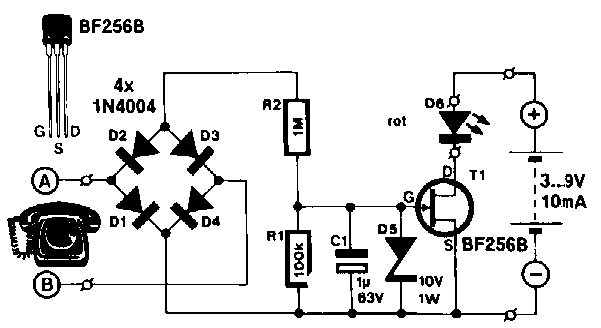 BF256B
G D
S
4x
1N4004
D2 D3
D1 D4
A
B
R2
1M
R1
100k
C1
1µ
63V
D5
10V
1W
D6
rot
D
T1
G
S
BF256B
+
3...9V
10mA
−